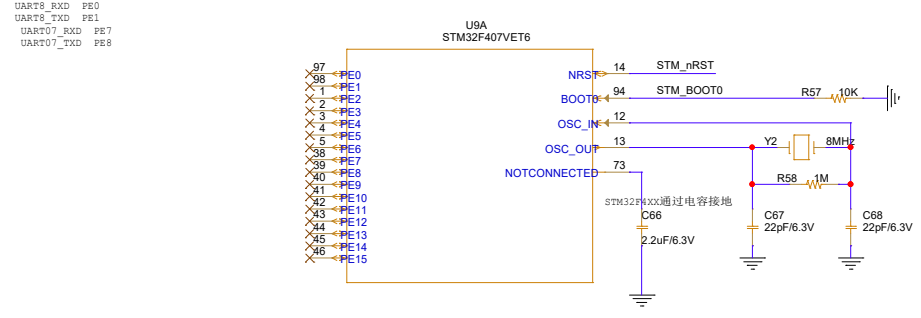 UART8_RXD PE0
UART8_TXD PE1
UART07_RXD PE7
UART07_TXD PE8
U9A
STM32F407VET6
97 PE0
98 PE1
1 PE2
2 PE3
3 PE4
4 PE5
5 PE6
38 PE7
39 PE8
40 PE9
41 PE10
42 PE11
43 PE12
44 PE13
45 PE14
46 PE15
NRST 14 STM_nRST
BOOT0 94 STM_BOOT0 R57 10K
OSC_IN 12
OSC_OUT 13 Y2 8MHz
NOTCONNECTED 73
R58 1M
STM32F4XX通过电容接地
C66
2.2uF/6.3V
C67
22pF/6.3V
C68
22pF/6.3V